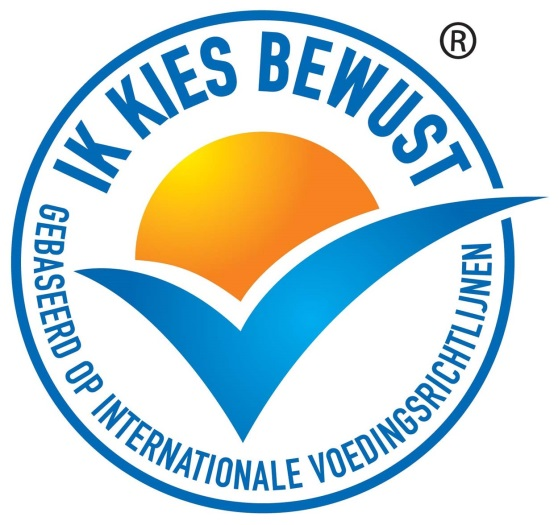 IK KIES BEWUST
®
GEBASEERD OP INTERNATIONALE VOEDINGSRICHTLIJNEN